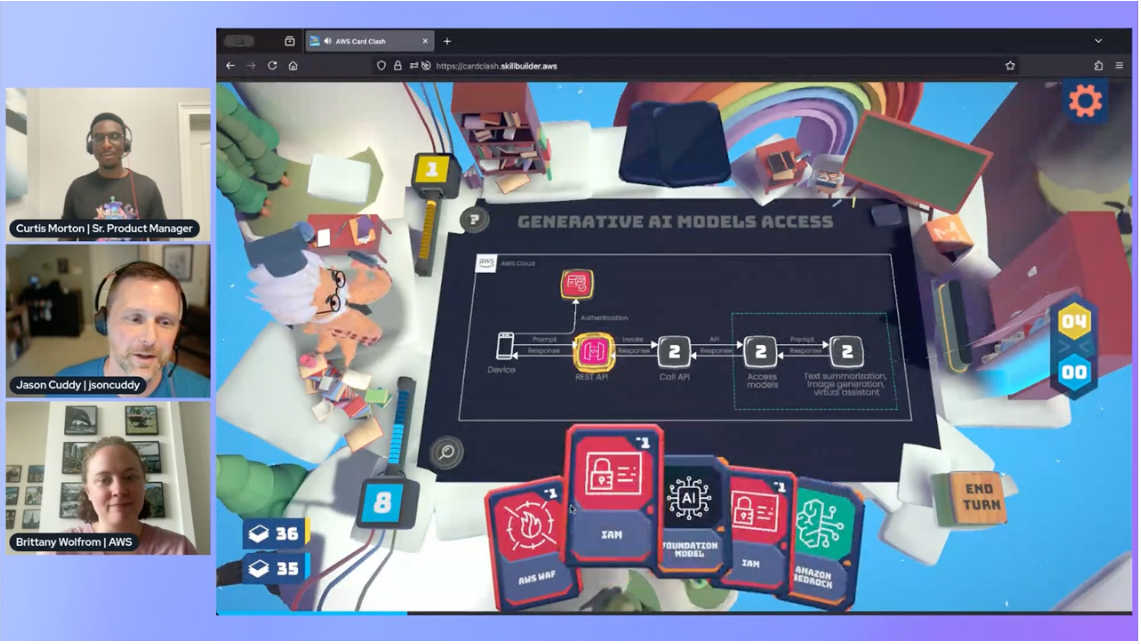 AWS Card Clash
https://cardclash.skillbuilder.aws
Curtis Morton | Sr. Product Manager
Jason Cuddy | jsoncuddy
Brittany Wolfrom | AWS
1
?
GENERATIVE AI MODELS ACCESS
aws
AWS Cloud
Authentication
Prompt
Response
Invoke
Response
API
Response
Prompt
Response
2
2
2
Device
REST API
Call API
Access
models
Text summarization,
Image generation,
virtual assistant
04
00
8
36
35
-1
AWS WAF
-1
IAM
AI
FOUNDATION
MODEL
-1
IAM
AMAZON
BEDROCK
END
TURN